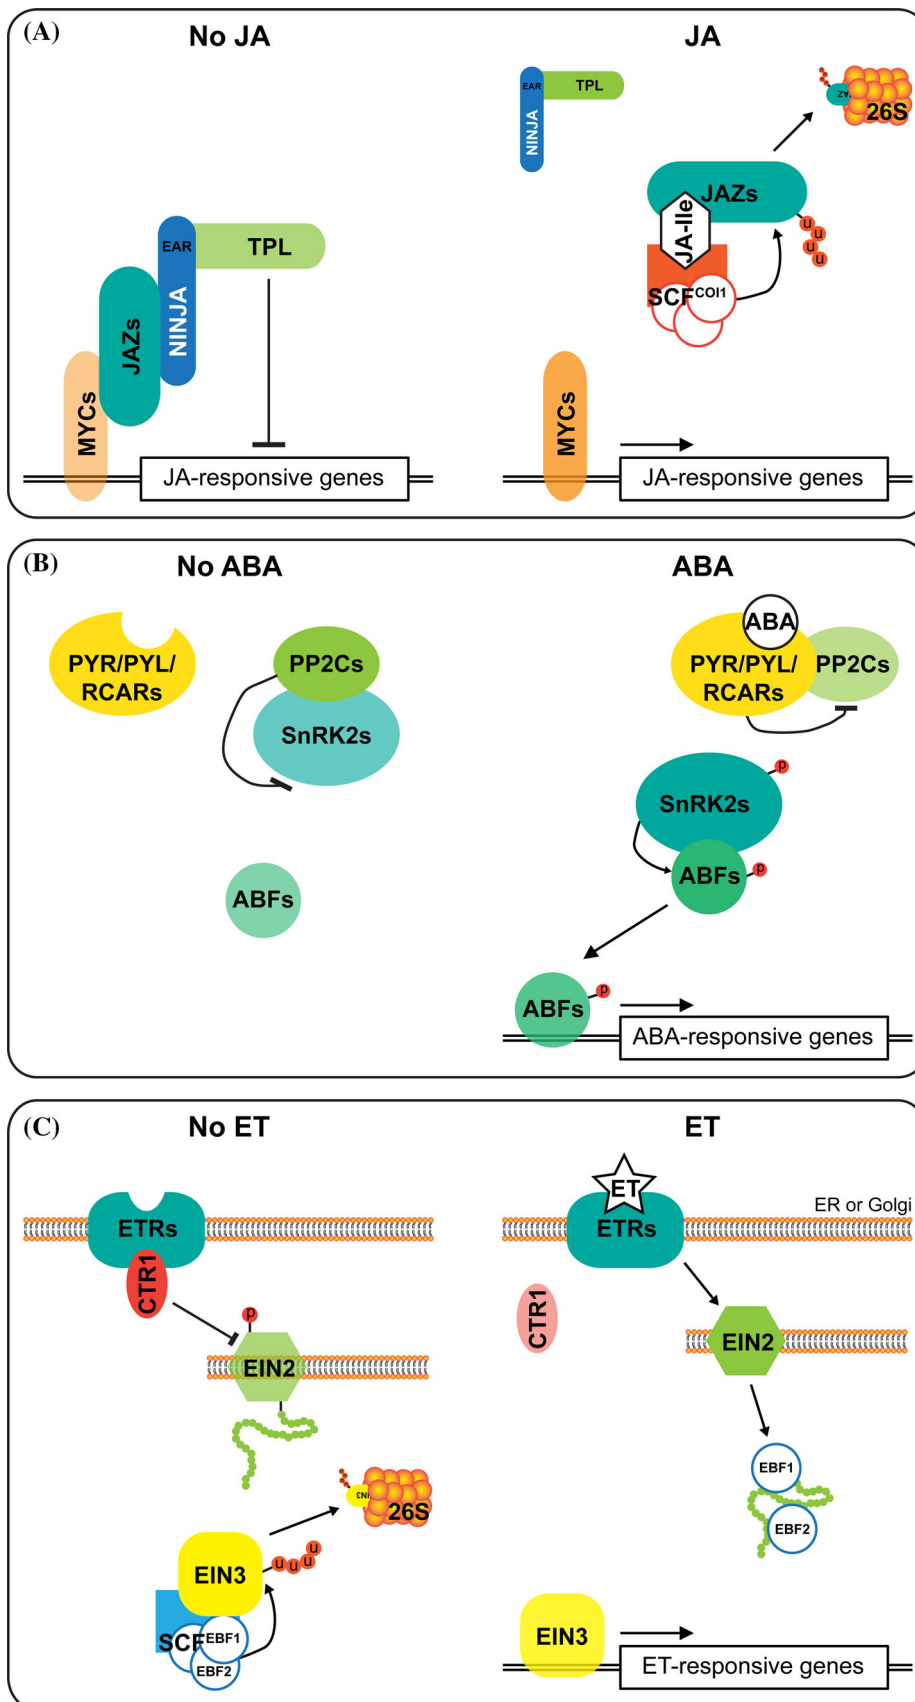 (A)
No JA
JA
EAR
TPL
NINJA
JAZ
26S
JAZs
JA-Ile
u
u
u
u
SCF^COI1
EAR
TPL
NINJA
JAZs
MYCs
JA-responsive genes
MYCs
JA-responsive genes
(B)
No ABA
ABA
PYR/PYL/
RCARs
PP2Cs
SnRK2s
ABFs
ABA
PYR/PYL/
RCARs
PP2Cs
p
SnRK2s
ABFs
p
ABFs
p
ABA-responsive genes
(C)
No ET
ET
ETRs
CTR1
p
EIN2
26S
EIN3
u
u
u
u
SCF
EBF1
EBF2
ET
ER or Golgi
ETRs
CTR1
EIN2
EBF1
EBF2
EIN3
ET-responsive genes